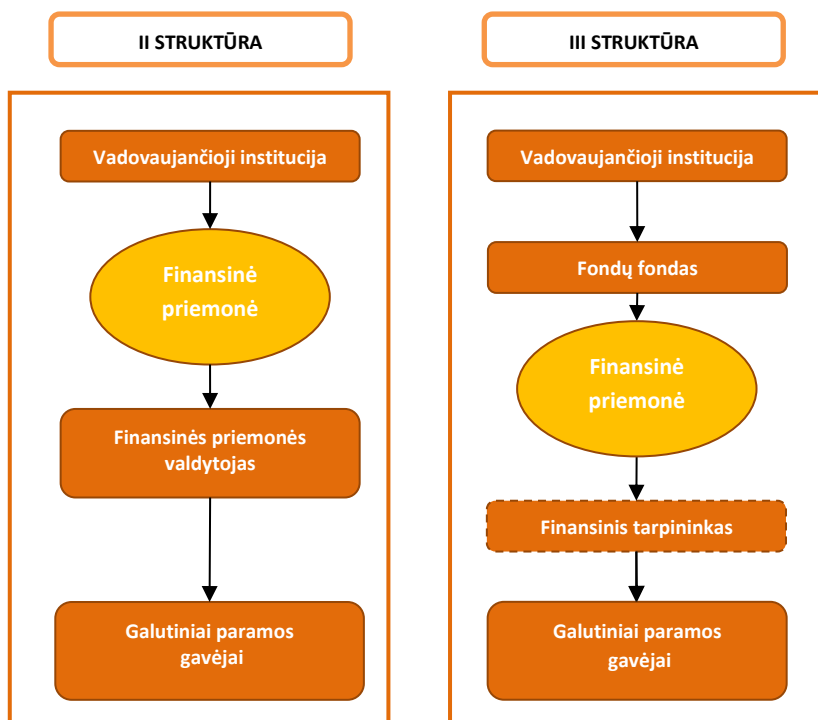 II STRUKTŪRA
Vadovaujančioji institucija
Finansinė
priemonė
Finansinės priemonės
valdytojas
Galutiniai paramos
gavėjai
III STRUKTŪRA
Vadovaujančioji institucija
Fondų fondas
Finansinė
priemonė
Finansinis tarpininkas
Galutiniai paramos
gavėjai